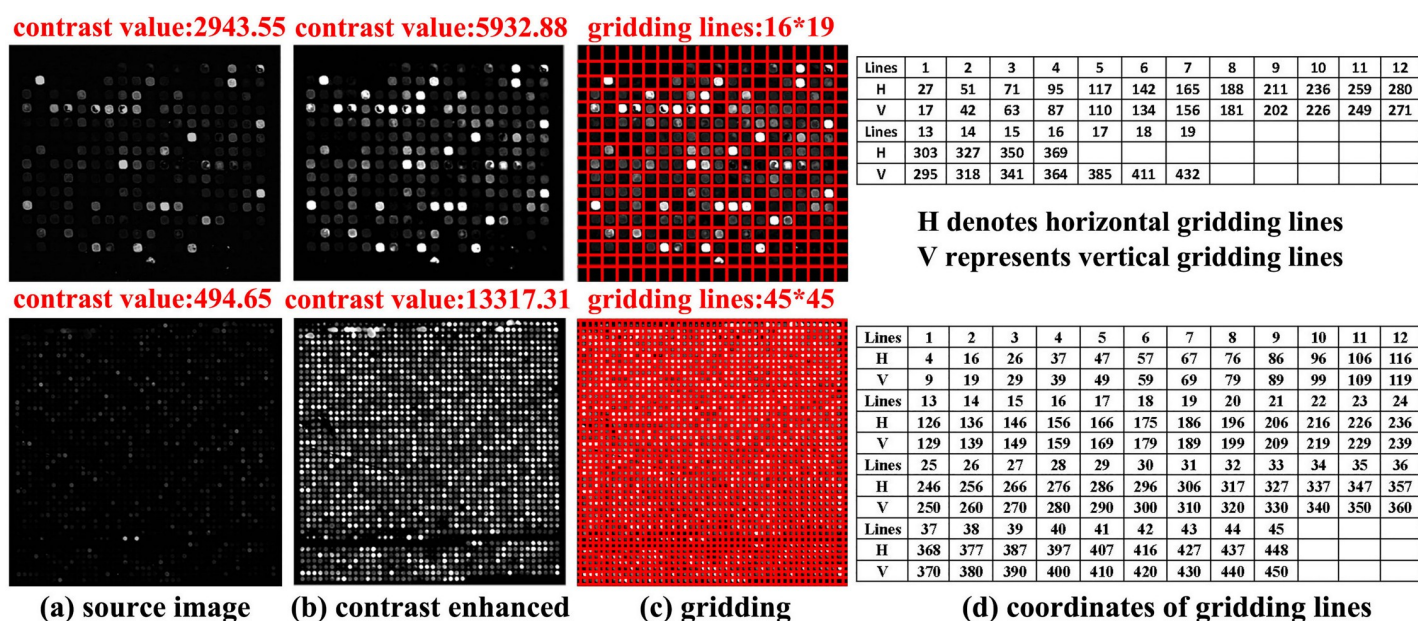 contrast value:2943.55 contrast value:5932.88 gridding lines:16*19
Lines 1 2 3 4 5 6 7 8 9 10 11 12
H 27 51 71 95 117 142 165 188 211 236 259 280
V 17 42 63 87 110 134 156 181 202 226 249 271
Lines 13 14 15 16 17 18 19
H 303 327 350 369
V 295 318 341 364 385 411 432
H denotes horizontal gridding lines
V represents vertical gridding lines
contrast value:494.65 contrast value:13317.31 gridding lines:45*45
Lines 1 2 3 4 5 6 7 8 9 10 11 12
H 4 16 26 37 47 57 67 76 86 96 106 116
V 9 19 29 39 49 59 69 79 89 99 109 119
Lines 13 14 15 16 17 18 19 20 21 22 23 24
H 126 136 146 156 166 175 186 196 206 216 226 236
V 129 139 149 159 169 179 189 199 209 219 229 239
Lines 25 26 27 28 29 30 31 32 33 34 35 36
H 246 256 266 276 286 296 306 317 327 337 347 357
V 250 260 270 280 290 300 310 320 330 340 350 360
Lines 37 38 39 40 41 42 43 44 45
H 368 377 387 397 407 416 427 437 448
V 370 380 390 400 410 420 430 440 450
(a) source image (b) contrast enhanced (c) gridding (d) coordinates of gridding lines